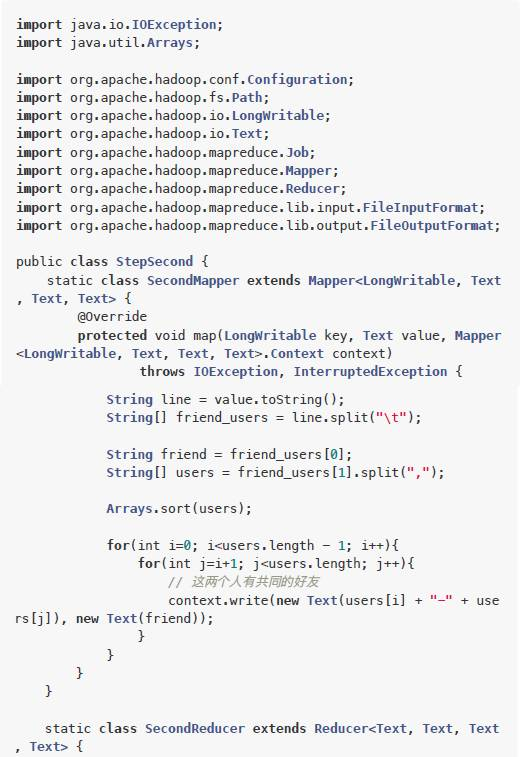 import java.io.IOException;
import java.util.Arrays;
import org.apache.hadoop.conf.Configuration;
import org.apache.hadoop.fs.Path;
import org.apache.hadoop.io.LongWritable;
import org.apache.hadoop.io.Text;
import org.apache.hadoop.mapreduce.Job;
import org.apache.hadoop.mapreduce.Mapper;
import org.apache.hadoop.mapreduce.Reducer;
import org.apache.hadoop.mapreduce.lib.input.FileInputFormat;
import org.apache.hadoop.mapreduce.lib.output.FileOutputFormat;
public class StepSecond {
    static class SecondMapper extends Mapper<LongWritable, Text
, Text, Text> {
        @Override
        protected void map(LongWritable key, Text value, Mapper
<LongWritable, Text, Text, Text>.Context context)
                throws IOException, InterruptedException {
            String line = value.toString();
            String[] friend_users = line.split("\t");
            String friend = friend_users[0];
            String[] users = friend_users[1].split(",");
            Arrays.sort(users);
            for(int i=0; i<users.length - 1; i++){
                for(int j=i+1; j<users.length; j++){
                    // 这两个人有共同的好友
                    context.write(new Text(users[i] + "-" + use
rs[j]), new Text(friend));
                }
            }
        }
    }
    static class SecondReducer extends Reducer<Text, Text, Text
, Text> {